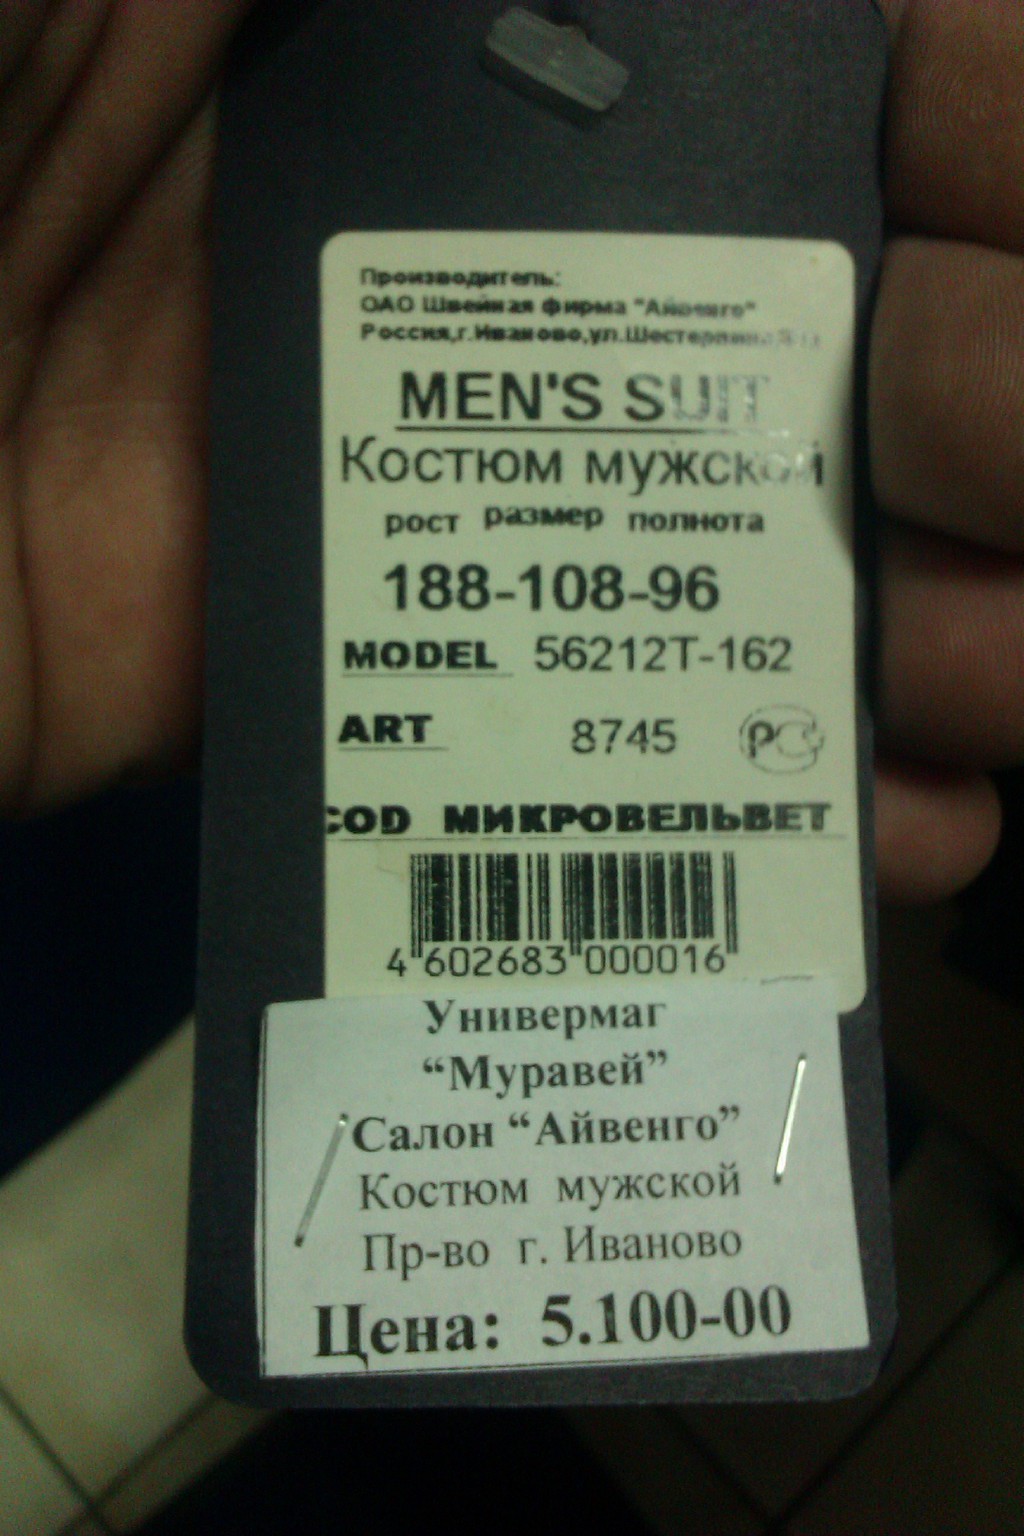 Производитель:
ОАО Швейная фирма "Айвенго"
Россия,г.Иваново,ул.Шестернина,
MEN'S SUIT
Костюм мужской
рост размер полнота
188-108-96
MODEL 56212Т-162
ART 8745 РС
COD МИКРОВЕЛЬВЕТ
4 602683 000016
Универмаг
“Муравей”
Салон “Айвенго”
Костюм мужской
Пр-во г. Иваново
Цена: 5.100-00